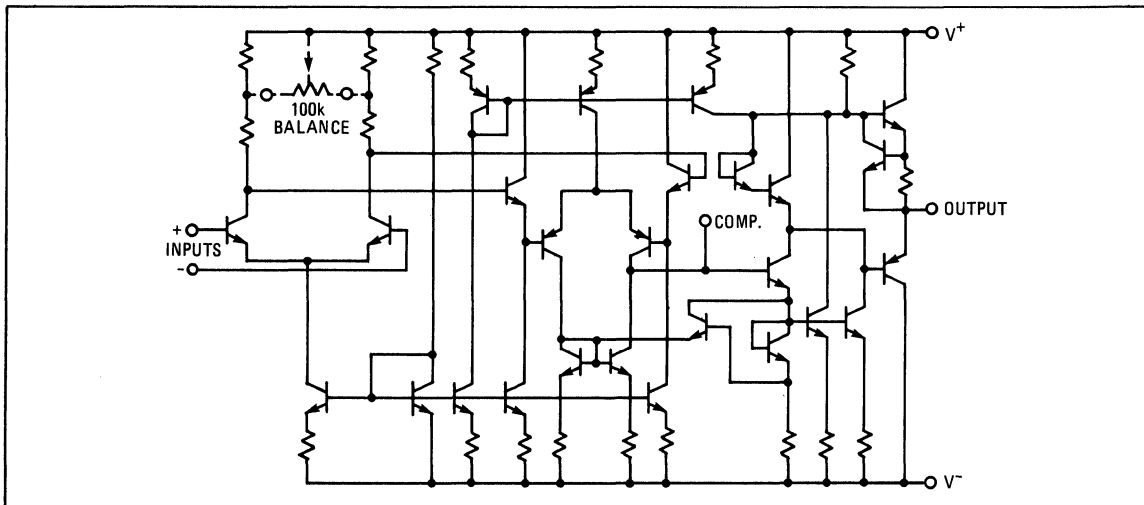 V+
100k
BALANCE
OUTPUT
COMP.
+
INPUTS
-
V-